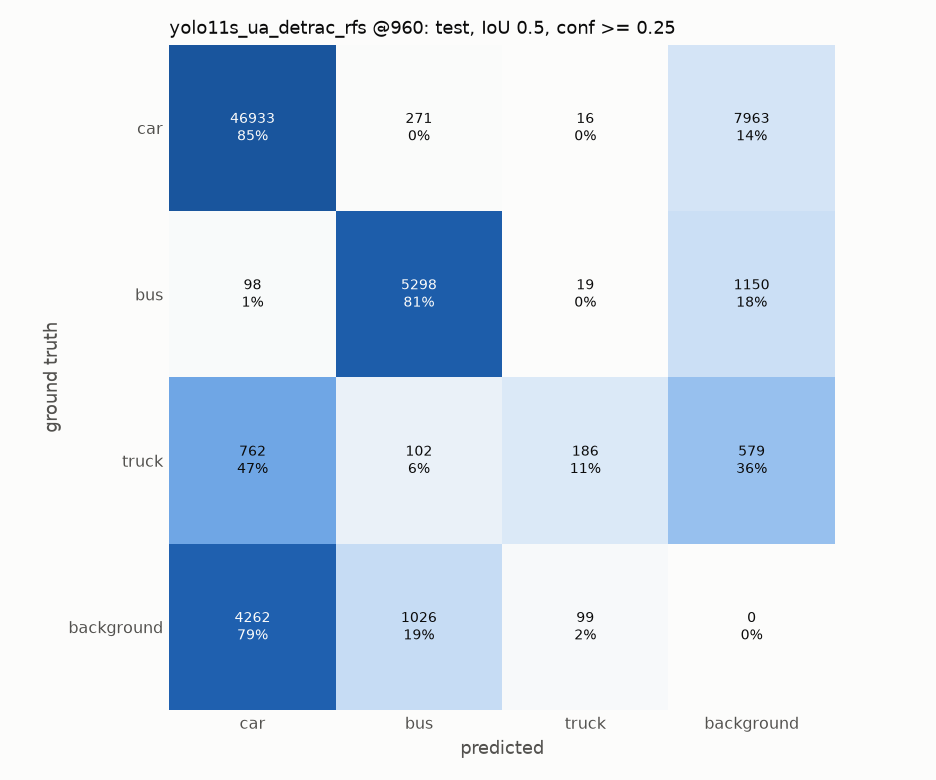 yolo11s_ua_detrac_rfs @960: test, IoU 0.5, conf >= 0.25
ground truth
car
46933
85%
271
0%
16
0%
7963
14%
bus
98
1%
5298
81%
19
0%
1150
18%
truck
762
47%
102
6%
186
11%
579
36%
background
4262
79%
1026
19%
99
2%
0
0%
car
bus
truck
background
predicted